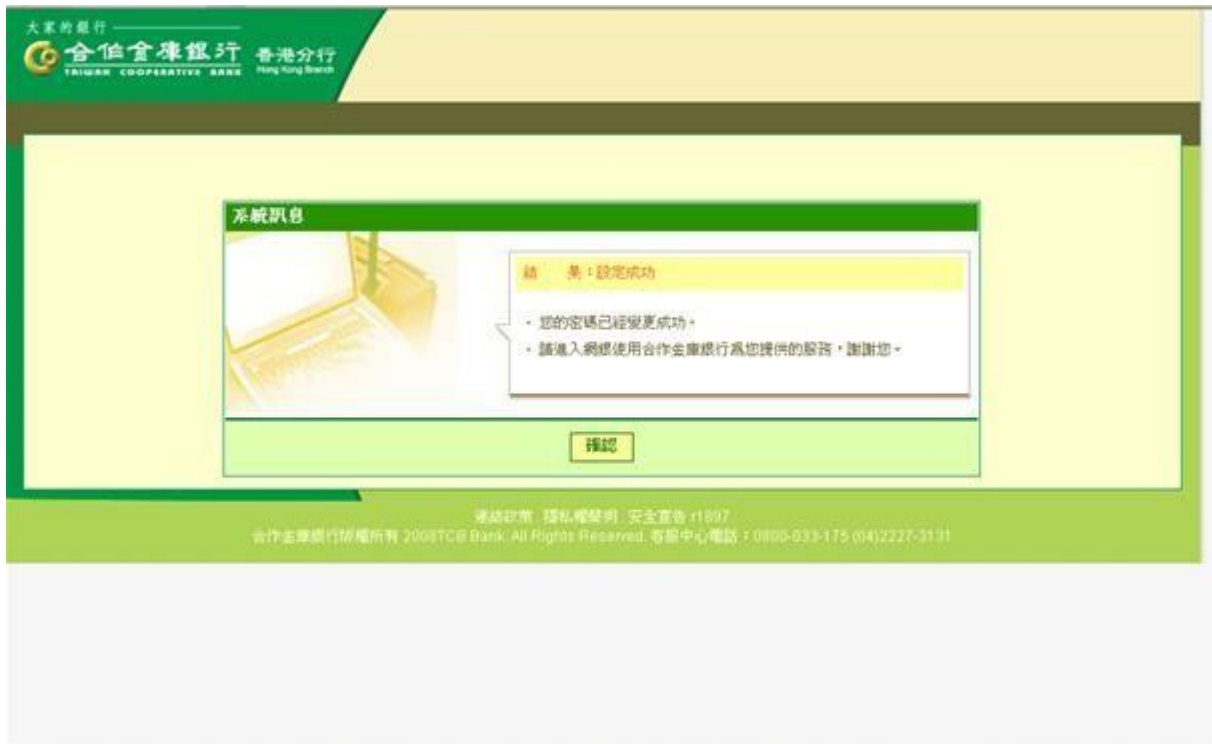 大家的銀行
合作金庫銀行 香港分行
TAIWAN COOPERATIVE BANK Hong Kong Branch
系統訊息
結 果：設定成功
・ 您的密碼已經變更成功。
・ 請進入網銀使用合作金庫銀行為您提供的服務，謝謝您。
確認
連結政策 . 隱私權聲明 . 安全宣告 r1897
合作金庫銀行版權所有 2008TCB Bank. All Rights Reserved. 客服中心電話：0800-033-175 (04)2227-3131